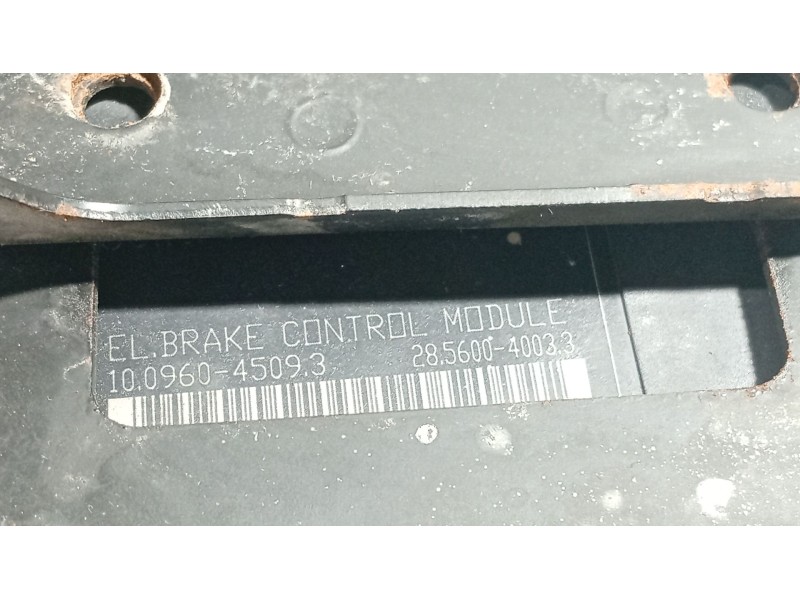 EL.BRAKE CONTROL MODULE
10.0960-4509.3 28.5600-4003.3